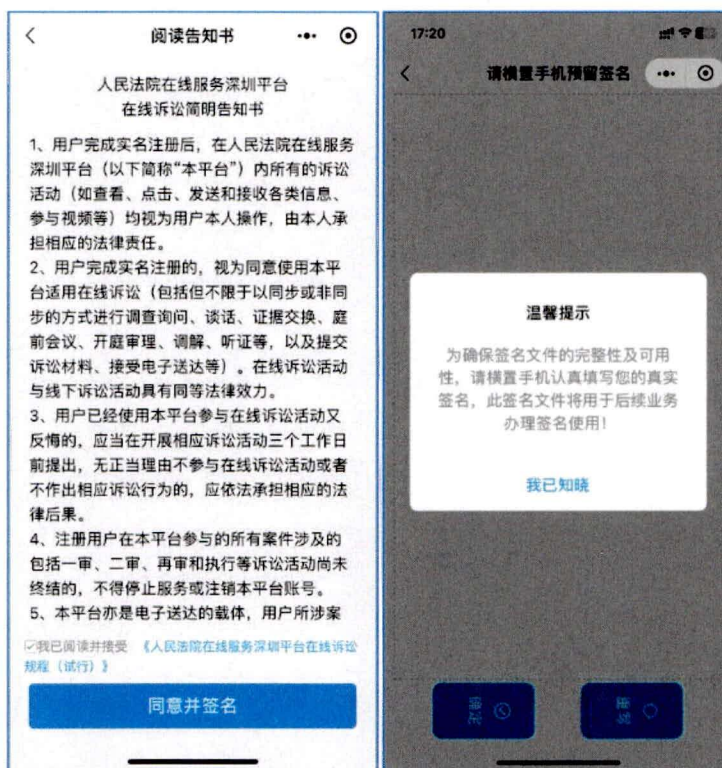 阅读告知书
人民法院在线服务深圳平台
在线诉讼简明告知书
1、用户完成实名注册后，在人民法院在线服务
深圳平台（以下简称“本平台”）内所有的诉讼
活动（如查看、点击、发送和接收各类信息、
参与视频等）均视为用户本人操作，由本人承
担相应的法律责任。
2、用户完成实名注册的，视为同意使用本平
台适用在线诉讼（包括但不限于以同步或非同
步的方式进行调查询问、谈话、证据交换、庭
前会议、开庭审理、调解、听证等，以及提交
诉讼材料、接受电子送达等）。在线诉讼活动
与线下诉讼活动具有同等法律效力。
3、用户已经使用本平台参与在线诉讼活动又
反悔的，应当在开展相应诉讼活动三个工作日
前提出，无正当理由不参与在线诉讼活动或者
不作出相应诉讼行为的，应依法承担相应的法
律后果。
4、注册用户在本平台参与的所有案件涉及的
包括一审、二审、再审和执行等诉讼活动尚未
终结的，不得停止服务或注销本平台账号。
5、本平台亦是电子送达的载体，用户所涉案
我已阅读并接受 《人民法院在线服务深圳平台在线诉讼
规程（试行）》
同意并签名
17:20
请横置手机预留签名
温馨提示
为确保签名文件的完整性及可用
性，请横置手机认真填写您的真实
签名，此签名文件将用于后续业务
办理签名使用！
我已知晓
确定
重写